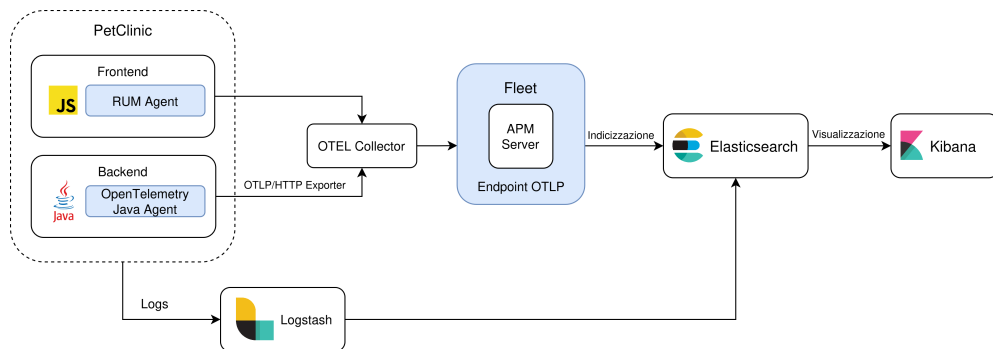 PetClinic
Frontend
JS
RUM Agent
Backend
Java
OpenTelemetry
Java Agent
OTLP/HTTP Exporter
OTEL Collector
Fleet
APM
Server
Endpoint OTLP
Indicizzazione
Elasticsearch
Visualizzazione
Kibana
Logs
Logstash